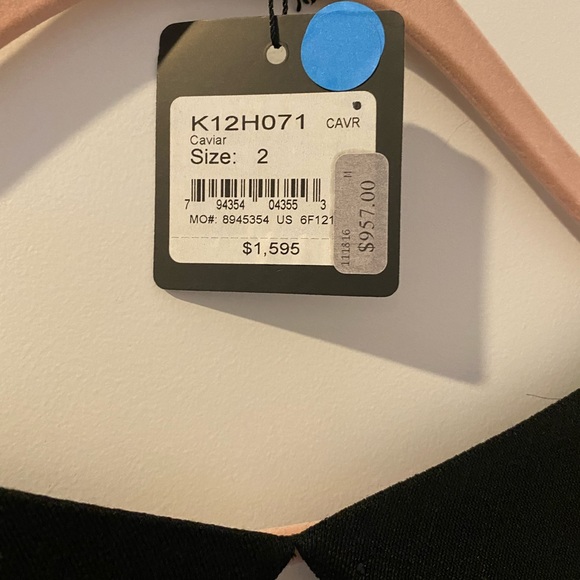 K12H071 CAVR
Caviar
Size: 2
7 94354 04355 3
MO#: 8945354 US 6F121
$1,595
111816
$957.00